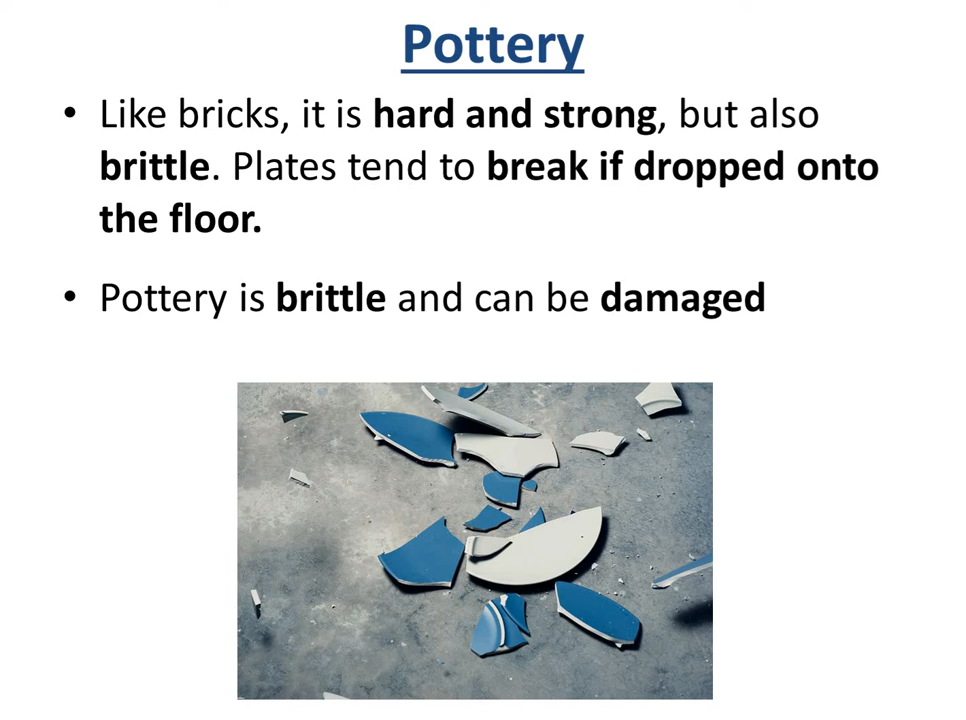 Pottery
• Like bricks, it is hard and strong, but also
brittle. Plates tend to break if dropped onto
the floor.
• Pottery is brittle and can be damaged